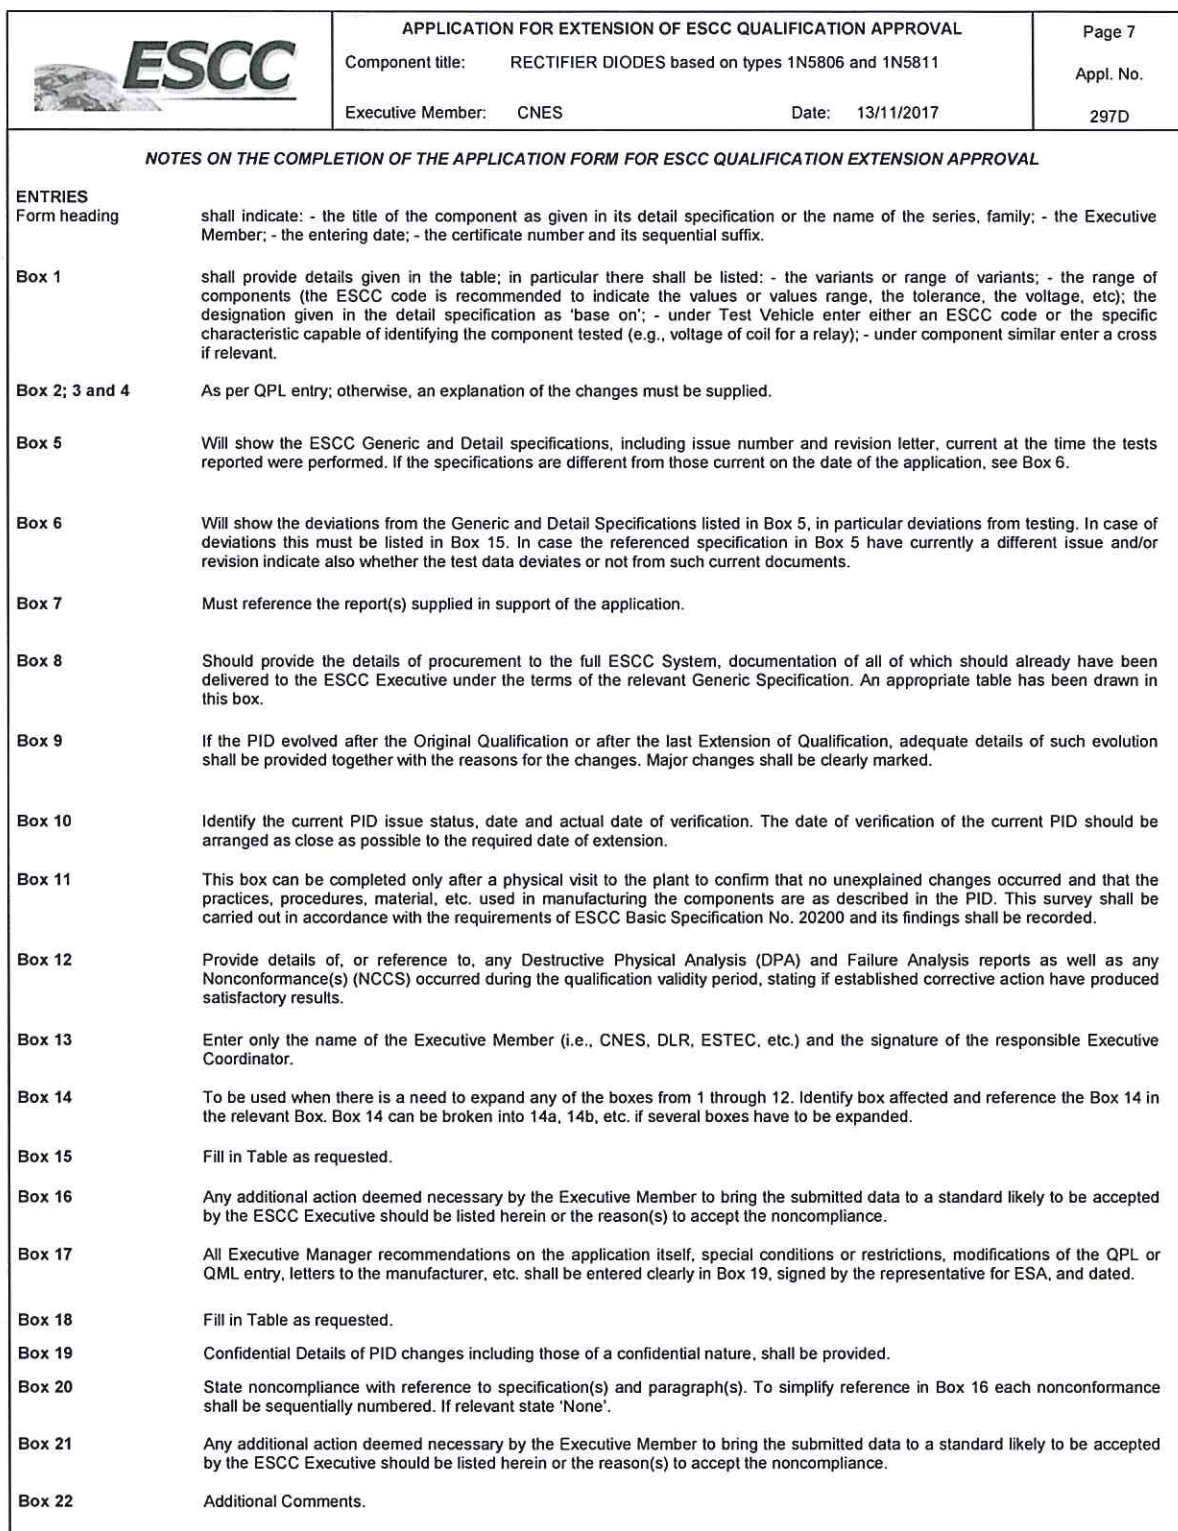 ESCC
APPLICATION FOR EXTENSION OF ESCC QUALIFICATION APPROVAL
Component title: RECTIFIER DIODES based on types 1N5806 and 1N5811
Executive Member: CNES Date: 13/11/2017
Page 7
Appl. No.
297D
NOTES ON THE COMPLETION OF THE APPLICATION FORM FOR ESCC QUALIFICATION EXTENSION APPROVAL
ENTRIES
Form heading shall indicate: - the title of the component as given in its detail specification or the name of the series, family; - the Executive
Member; - the entering date; - the certificate number and its sequential suffix.
Box 1 shall provide details given in the table; in particular there shall be listed: - the variants or range of variants; - the range of
components (the ESCC code is recommended to indicate the values or values range, the tolerance, the voltage, etc); the
designation given in the detail specification as 'base on'; - under Test Vehicle enter either an ESCC code or the specific
characteristic capable of identifying the component tested (e.g., voltage of coil for a relay); - under component similar enter a cross
if relevant.
Box 2; 3 and 4 As per QPL entry; otherwise, an explanation of the changes must be supplied.
Box 5 Will show the ESCC Generic and Detail specifications, including issue number and revision letter, current at the time the tests
reported were performed. If the specifications are different from those current on the date of the application, see Box 6.
Box 6 Will show the deviations from the Generic and Detail Specifications listed in Box 5, in particular deviations from testing. In case of
deviations this must be listed in Box 15. In case the referenced specification in Box 5 have currently a different issue and/or
revision indicate also whether the test data deviates or not from such current documents.
Box 7 Must reference the report(s) supplied in support of the application.
Box 8 Should provide the details of procurement to the full ESCC System, documentation of all of which should already have been
delivered to the ESCC Executive under the terms of the relevant Generic Specification. An appropriate table has been drawn in
this box.
Box 9 If the PID evolved after the Original Qualification or after the last Extension of Qualification, adequate details of such evolution
shall be provided together with the reasons for the changes. Major changes shall be clearly marked.
Box 10 Identify the current PID issue status, date and actual date of verification. The date of verification of the current PID should be
arranged as close as possible to the required date of extension.
Box 11 This box can be completed only after a physical visit to the plant to confirm that no unexplained changes occurred and that the
practices, procedures, material, etc. used in manufacturing the components are as described in the PID. This survey shall be
carried out in accordance with the requirements of ESCC Basic Specification No. 20200 and its findings shall be recorded.
Box 12 Provide details of, or reference to, any Destructive Physical Analysis (DPA) and Failure Analysis reports as well as any
Nonconformance(s) (NCCS) occurred during the qualification validity period, stating if established corrective action have produced
satisfactory results.
Box 13 Enter only the name of the Executive Member (i.e., CNES, DLR, ESTEC, etc.) and the signature of the responsible Executive
Coordinator.
Box 14 To be used when there is a need to expand any of the boxes from 1 through 12. Identify box affected and reference the Box 14 in
the relevant Box. Box 14 can be broken into 14a, 14b, etc. if several boxes have to be expanded.
Box 15 Fill in Table as requested.
Box 16 Any additional action deemed necessary by the Executive Member to bring the submitted data to a standard likely to be accepted
by the ESCC Executive should be listed herein or the reason(s) to accept the noncompliance.
Box 17 All Executive Manager recommendations on the application itself, special conditions or restrictions, modifications of the QPL or
QML entry, letters to the manufacturer, etc. shall be entered clearly in Box 19, signed by the representative for ESA, and dated.
Box 18 Fill in Table as requested.
Box 19 Confidential Details of PID changes including those of a confidential nature, shall be provided.
Box 20 State noncompliance with reference to specification(s) and paragraph(s). To simplify reference in Box 16 each nonconformance
shall be sequentially numbered. If relevant state 'None'.
Box 21 Any additional action deemed necessary by the Executive Member to bring the submitted data to a standard likely to be accepted
by the ESCC Executive should be listed herein or the reason(s) to accept the noncompliance.
Box 22 Additional Comments.